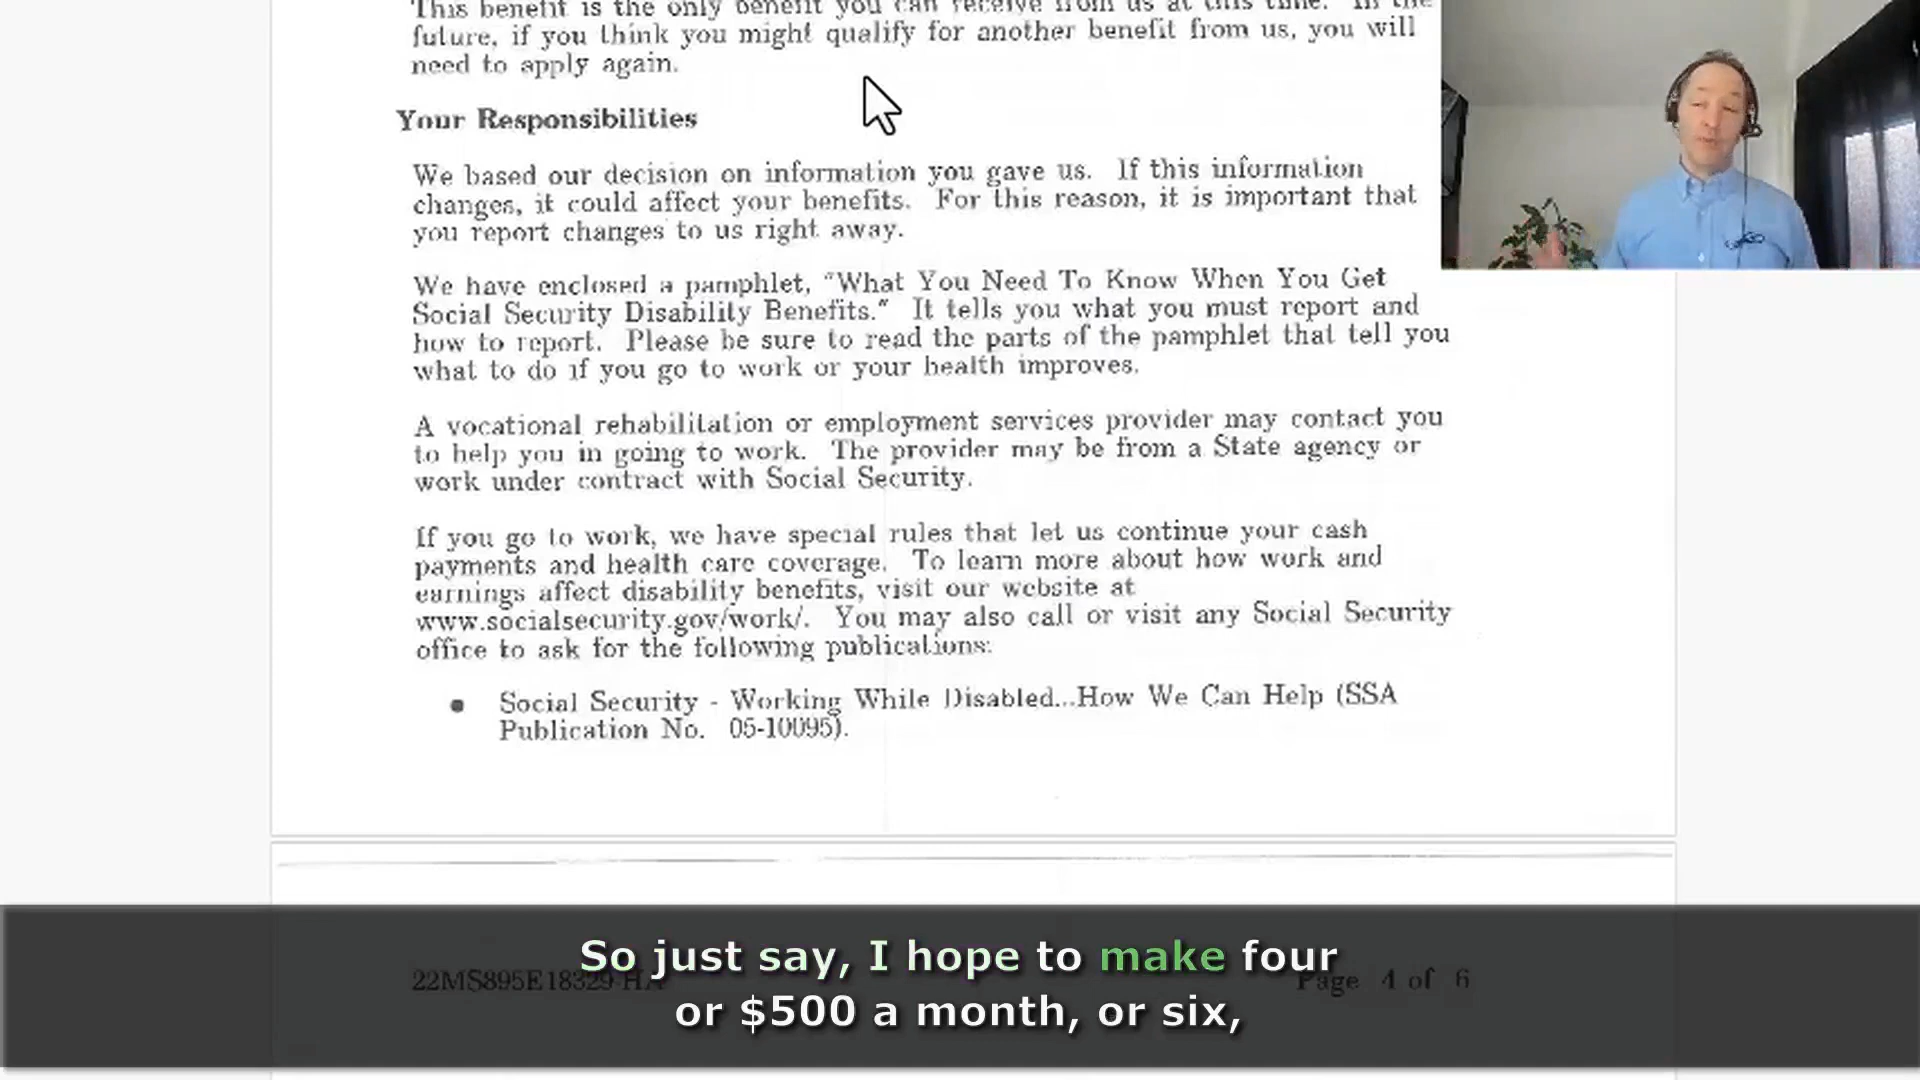 This benefit is the only benefit you can receive from us at this time. In the
future, if you think you might qualify for another benefit from us, you will
need to apply again.
Your Responsibilities
We based our decision on information you gave us. If this information
changes, it could affect your benefits. For this reason, it is important that
you report changes to us right away.
We have enclosed a pamphlet, "What You Need To Know When You Get
Social Security Disability Benefits." It tells you what you must report and
how to report. Please be sure to read the parts of the pamphlet that tell you
what to do if you go to work or your health improves.
A vocational rehabilitation or employment services provider may contact you
to help you in going to work. The provider may be from a State agency or
work under contract with Social Security.
If you go to work, we have special rules that let us continue your cash
payments and health care coverage. To learn more about how work and
earnings affect disability benefits, visit our website at
www.socialsecurity.gov/work/. You may also call or visit any Social Security
office to ask for the following publications:
• Social Security - Working While Disabled...How We Can Help (SSA
Publication No. 05-10095).
So just say, I hope to make four
22MS895E18329-HA Page 4 of 6
or $500 a month, or six,